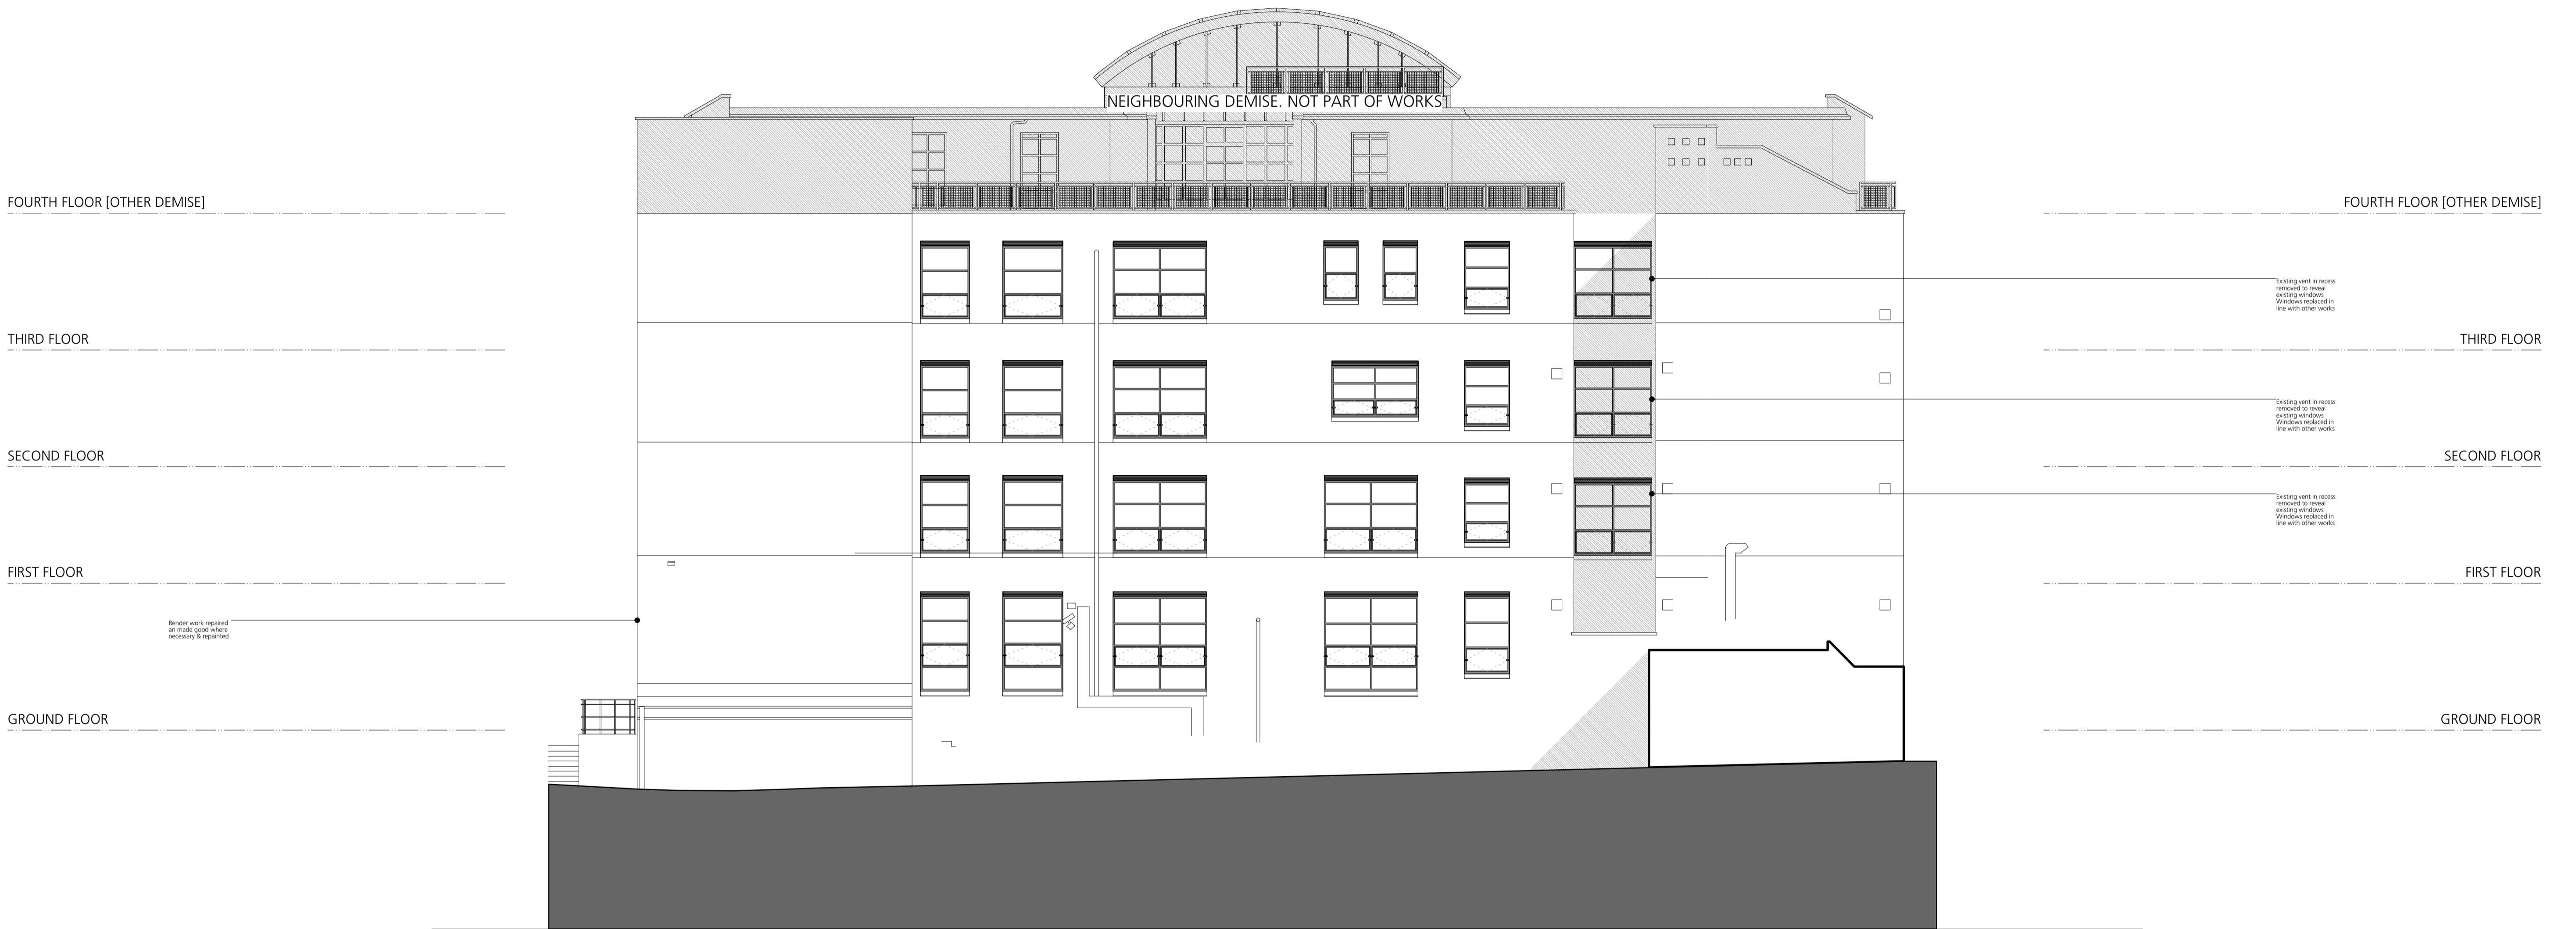 NEIGHBOURING DEMISE. NOT PART OF WORKS
FOURTH FLOOR [OTHER DEMISE]
FOURTH FLOOR [OTHER DEMISE]
Existing vent in recess
removed to reveal
existing windows
Windows replaced in
line with other works
THIRD FLOOR
THIRD FLOOR
Existing vent in recess
removed to reveal
existing windows
Windows replaced in
line with other works
SECOND FLOOR
SECOND FLOOR
Existing vent in recess
removed to reveal
existing windows
Windows replaced in
line with other works
FIRST FLOOR
FIRST FLOOR
Render work repaired
an made good where
necessary & repainted
GROUND FLOOR
GROUND FLOOR